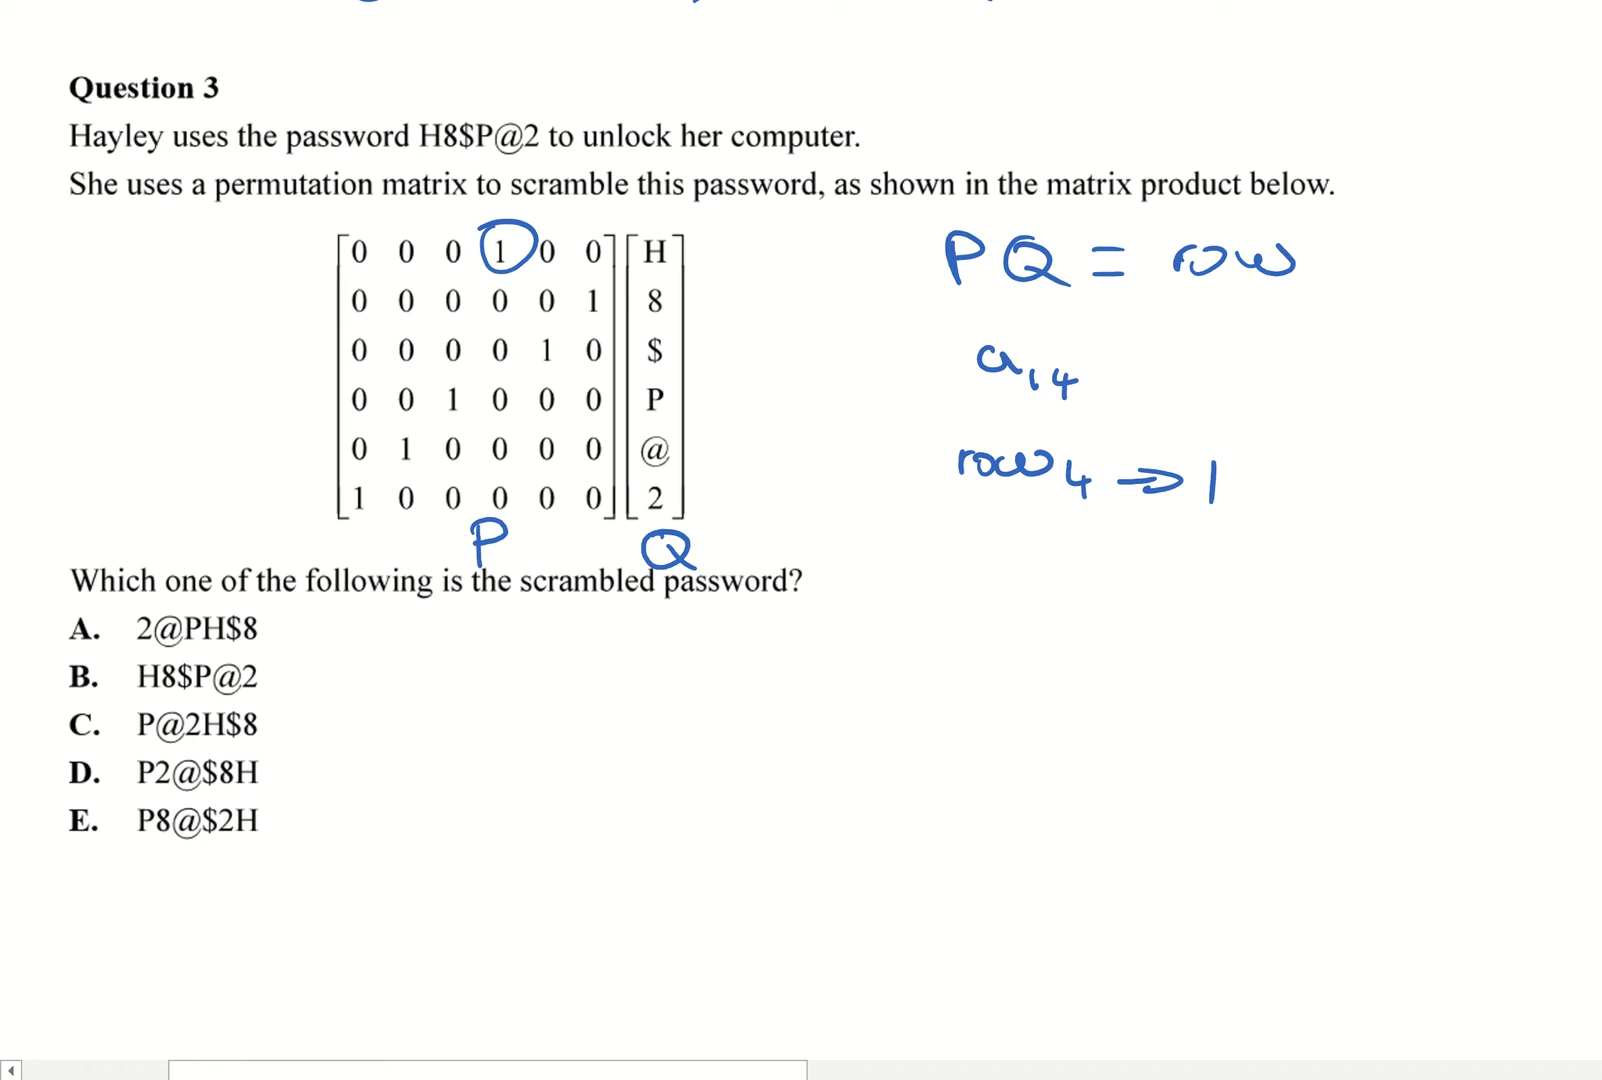 Question 3
Hayley uses the password H8$P@2 to unlock her computer.
She uses a permutation matrix to scramble this password, as shown in the matrix product below.
0 0 0 1 0 0 H
0 0 0 0 0 1 8
0 0 0 0 1 0 $
0 0 1 0 0 0 P
0 1 0 0 0 0 @
1 0 0 0 0 0 2
P Q
PQ = row
a14
row 4 → 1
Which one of the following is the scrambled password?
A. 2@PH$8
B. H8$P@2
C. P@2H$8
D. P2@$8H
E. P8@$2H